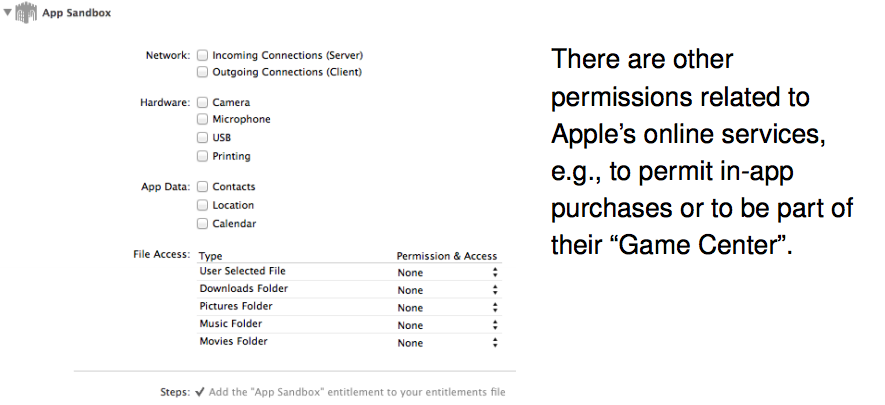 App Sandbox
Network: Incoming Connections (Server)
Outgoing Connections (Client)
Hardware: Camera
Microphone
USB
Printing
App Data: Contacts
Location
Calendar
File Access: Type Permission & Access
User Selected File None
Downloads Folder None
Pictures Folder None
Music Folder None
Movies Folder None
Steps: ✓ Add the "App Sandbox" entitlement to your entitlements file
There are other
permissions related to
Apple’s online services,
e.g., to permit in-app
purchases or to be part of
their “Game Center”.